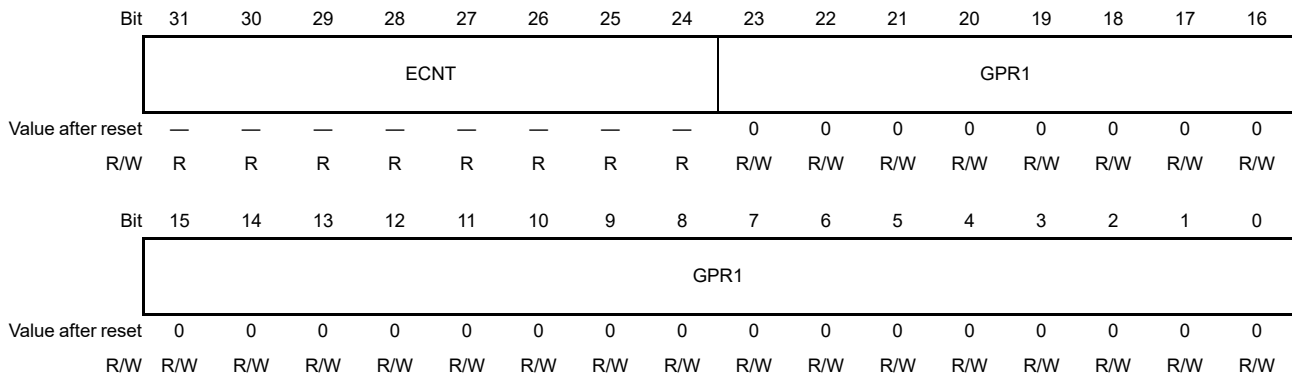 Bit 31 30 29 28 27 26 25 24 23 22 21 20 19 18 17 16
ECNT GPR1
Value after reset — — — — — — — — 0 0 0 0 0 0 0 0
R/W R R R R R R R R R/W R/W R/W R/W R/W R/W R/W R/W
Bit 15 14 13 12 11 10 9 8 7 6 5 4 3 2 1 0
GPR1
Value after reset 0 0 0 0 0 0 0 0 0 0 0 0 0 0 0 0
R/W R/W R/W R/W R/W R/W R/W R/W R/W R/W R/W R/W R/W R/W R/W R/W R/W